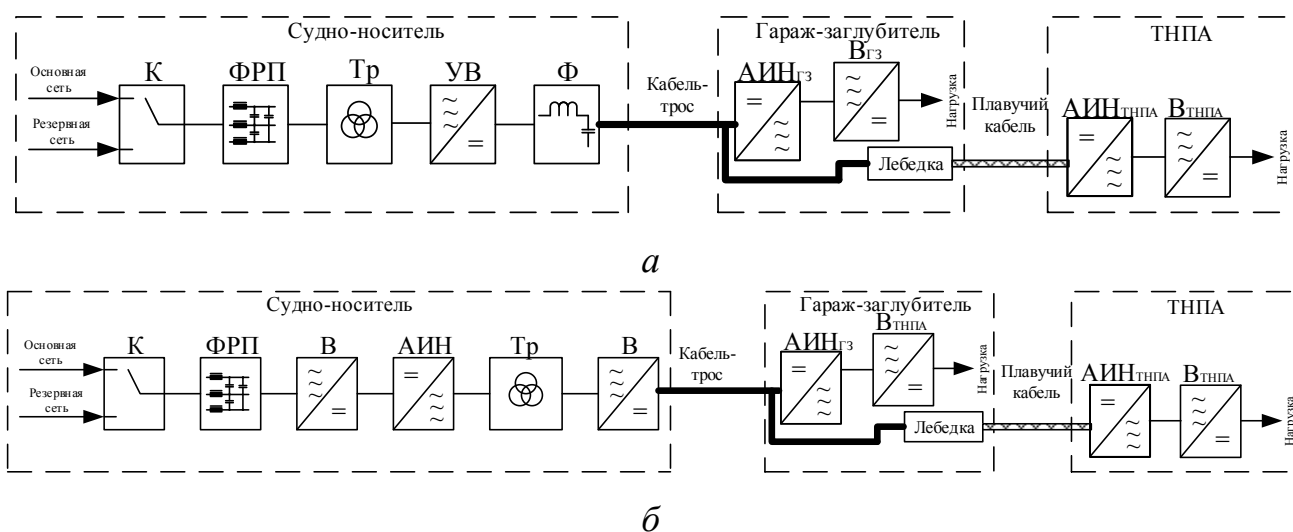 Судно-носитель
Гараж-заглубитель
ТНПА
Основная
сеть
Резервная
сеть
К
ФРП
Тр
УВ
Ф
Кабель-
трос
АИНГЗ
ВГЗ
Нагрузка
Лебедка
Плавучий
кабель
АИНТНПА
ВТНПА
Нагрузка
а
Судно-носитель
Гараж-заглубитель
ТНПА
Основная
сеть
Резервная
сеть
К
ФРП
В
АИН
Тр
В
Кабель-
трос
АИНГЗ
ВТНПА
Нагрузка
Лебедка
Плавучий
кабель
АИНТНПА
ВТНПА
Нагрузка
б